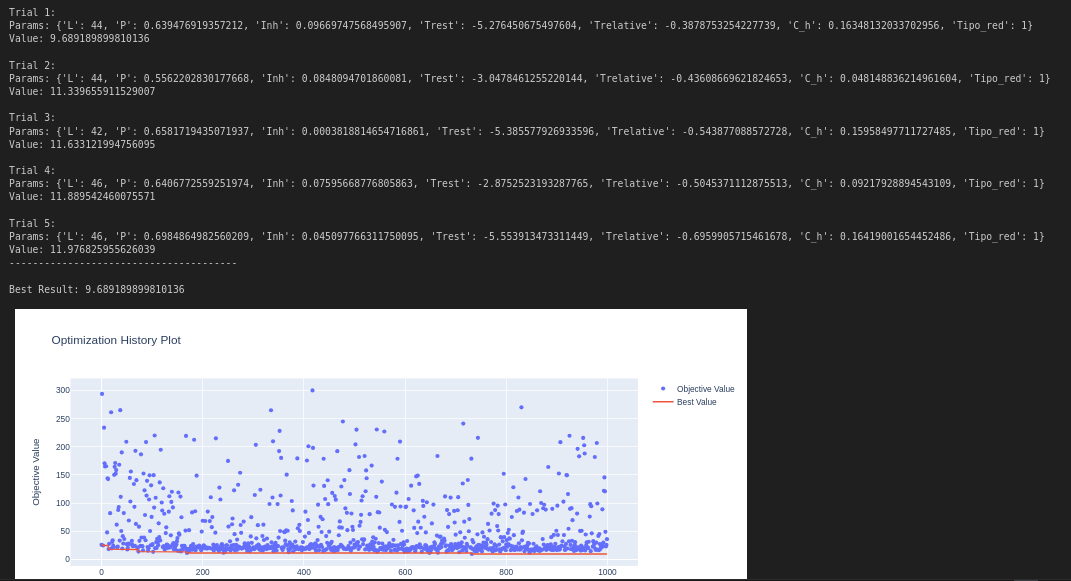 Trial 1:
Params: {'L': 44, 'P': 0.639476919357212, 'Inh': 0.09669747568495907, 'Trest': -5.276450675497604, 'Trelative': -0.3878753254227739, 'C_h': 0.16348132033702956, 'Tipo_red': 1}
Value: 9.689189899810136
Trial 2:
Params: {'L': 44, 'P': 0.5562202830177668, 'Inh': 0.0848094701860081, 'Trest': -3.0478461255220144, 'Trelative': -0.43608669621824653, 'C_h': 0.048148836214961604, 'Tipo_red': 1}
Value: 11.339655911529007
Trial 3:
Params: {'L': 42, 'P': 0.6581719435071937, 'Inh': 0.0003818814654716861, 'Trest': -5.385577926933596, 'Trelative': -0.543877088572728, 'C_h': 0.15958497711727485, 'Tipo_red': 1}
Value: 11.633121994756095
Trial 4:
Params: {'L': 46, 'P': 0.6406772559251974, 'Inh': 0.07595668776805863, 'Trest': -2.8752523193287765, 'Trelative': -0.5045371112875513, 'C_h': 0.09217928894543109, 'Tipo_red': 1}
Value: 11.889542460075571
Trial 5:
Params: {'L': 46, 'P': 0.6984864982560209, 'Inh': 0.045097766311750095, 'Trest': -5.553913473311449, 'Trelative': -0.6959905715461678, 'C_h': 0.16419001654452486, 'Tipo_red': 1}
Value: 11.976825955626039
---------------------------------------
Best Result: 9.689189899810136
Optimization History Plot
Objective Value
Best Value
Objective Value
300
250
200
150
100
50
0
0 200 400 600 800 1000